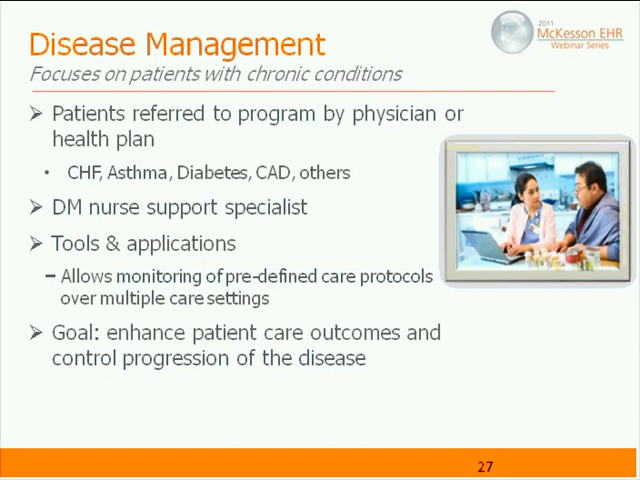 Disease Management
Focuses on patients with chronic conditions
2011
McKesson EHR
Webinar Series
➢ Patients referred to program by physician or
health plan
• CHF, Asthma, Diabetes, CAD, others
➢ DM nurse support specialist
➢ Tools & applications
– Allows monitoring of pre-defined care protocols
over multiple care settings
➢ Goal: enhance patient care outcomes and
control progression of the disease
27